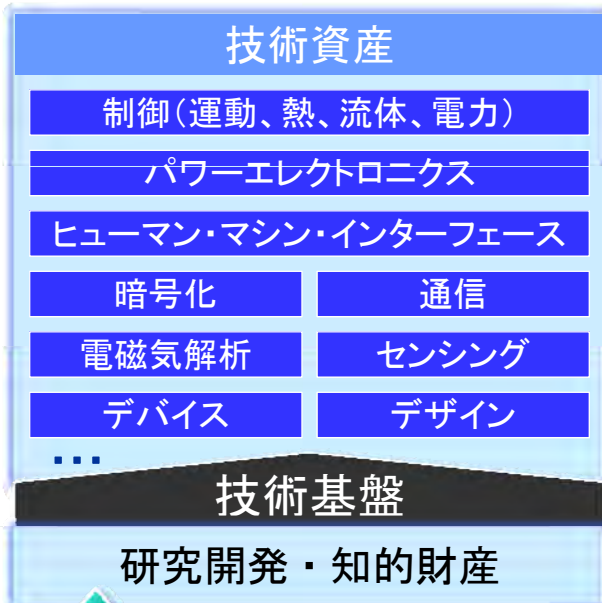 技術資産
制御(運動、熱、流体、電力)
パワーエレクトロニクス
ヒューマン・マシン・インターフェース
暗号化 通信
電磁気解析 センシング
デバイス デザイン
...
技術基盤
研究開発・知的財産